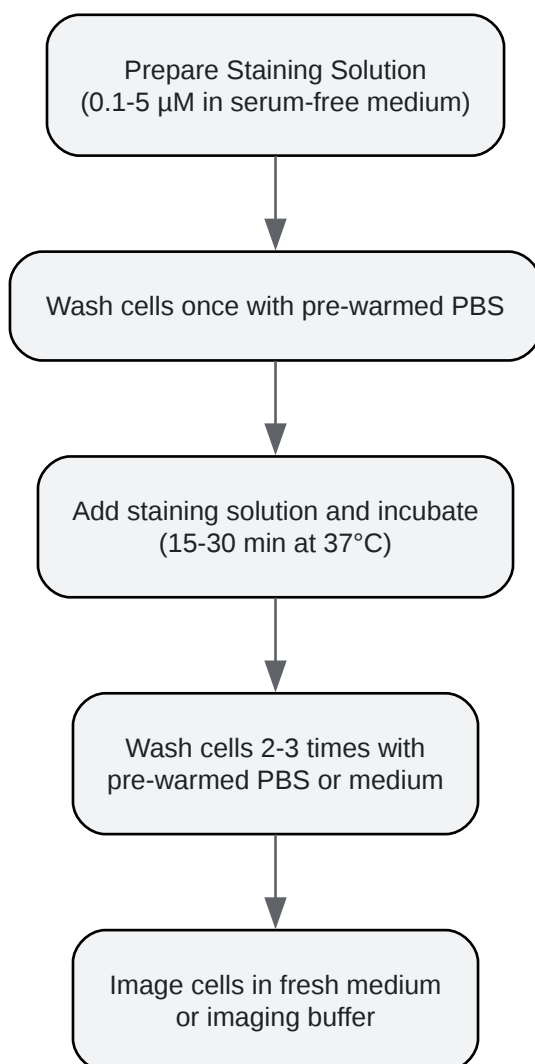 Prepare Staining Solution
(0.1-5 µM in serum-free medium)
Wash cells once with pre-warmed PBS
Add staining solution and incubate
(15-30 min at 37°C)
Wash cells 2-3 times with
pre-warmed PBS or medium
Image cells in fresh medium
or imaging buffer